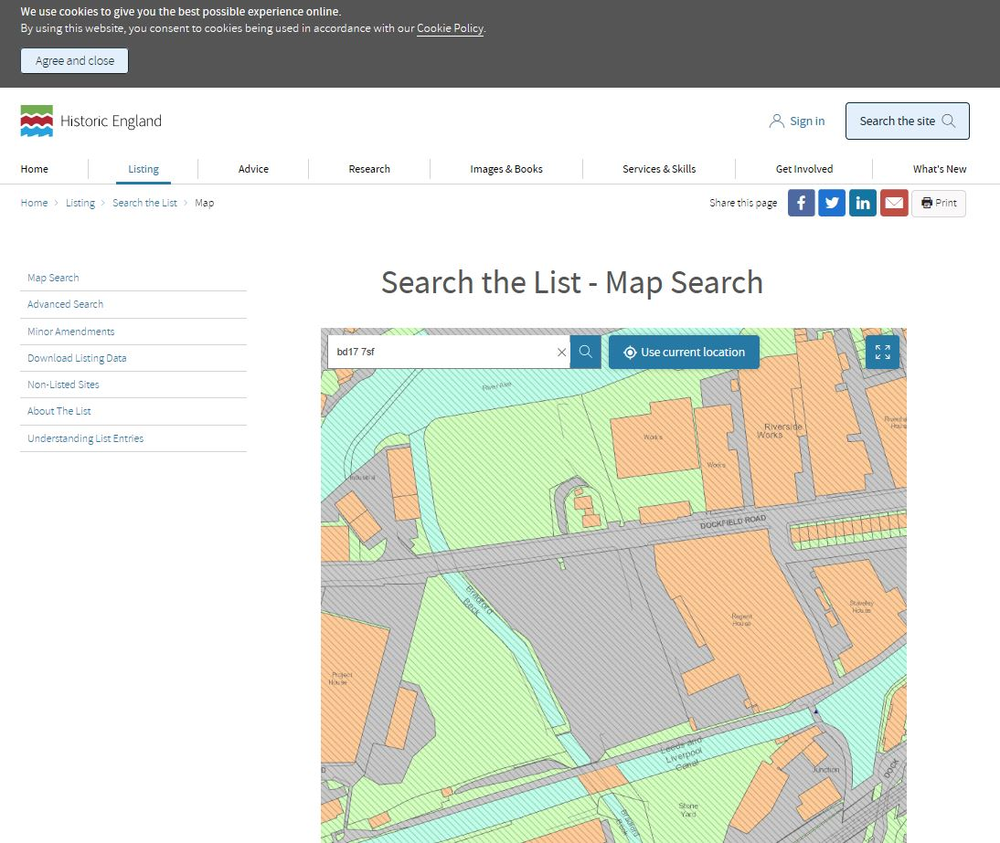 We use cookies to give you the best possible experience online.
By using this website, you consent to cookies being used in accordance with our Cookie Policy.
Agree and close
Historic England
Sign in
Search the site
Home
Listing
Advice
Research
Images & Books
Services & Skills
Get Involved
What's New
Home > Listing > Search the List > Map
Share this page
Print
Map Search
Advanced Search
Minor Amendments
Download Listing Data
Non-Listed Sites
About The List
Understanding List Entries
Search the List - Map Search
bd17 7sf
Use current location
River Aire
Works
Riverside
Works
Works
Industrial
DOCKFIELD ROAD
Bradford
Beck
Regent
House
Staveley
House
Project
House
Leeds and
Liverpool
Canal
Junction
DOCK
Stone
Yard
Bradford
Beck